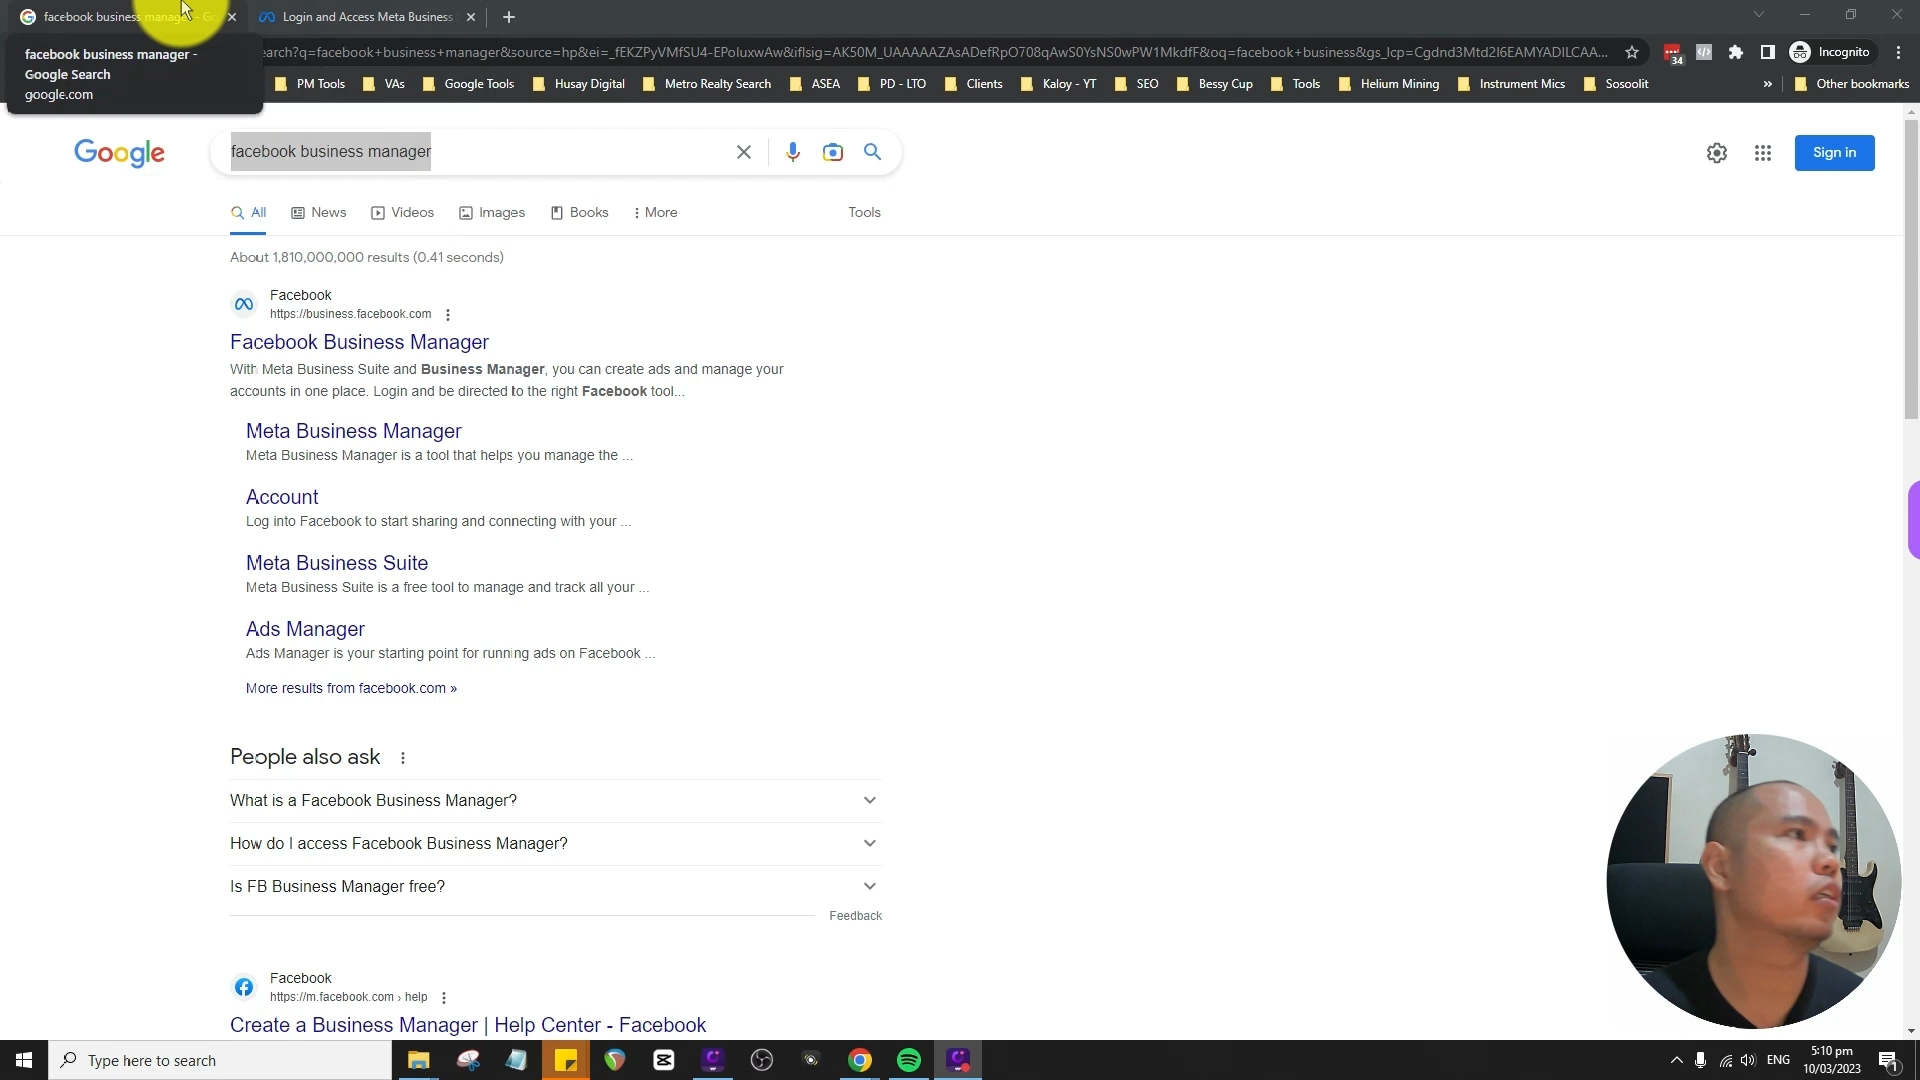 facebook business manager - G
Login and Access Meta Business
facebook business manager -
Google Search
google.com
earch?q=facebook+business+manager&source=hp&ei=_fEKZPyVMfSU4-EPoluxwAw&iflsig=AK50M_UAAAAAZAsADefRpO708qAwS0YsNS0wPW1MkdfF&oq=facebook+business&gs_lcp=Cgdnd3Mtd2l6EAMYADILCAA...
34
Incognito
PM Tools
VAs
Google Tools
Husay Digital
Metro Realty Search
ASEA
PD - LTO
Clients
Kaloy - YT
SEO
Bessy Cup
Tools
Helium Mining
Instrument Mics
Sosoolit
»
Other bookmarks
Google
facebook business manager
Sign in
All
News
Videos
Images
Books
More
Tools
About 1,810,000,000 results (0.41 seconds)
Facebook
https://business.facebook.com
Facebook Business Manager
With Meta Business Suite and Business Manager, you can create ads and manage your
accounts in one place. Login and be directed to the right Facebook tool...
Meta Business Manager
Meta Business Manager is a tool that helps you manage the ...
Account
Log into Facebook to start sharing and connecting with your ...
Meta Business Suite
Meta Business Suite is a free tool to manage and track all your ...
Ads Manager
Ads Manager is your starting point for running ads on Facebook ...
More results from facebook.com »
People also ask
What is a Facebook Business Manager?
How do I access Facebook Business Manager?
Is FB Business Manager free?
Feedback
Facebook
https://m.facebook.com › help
Create a Business Manager | Help Center - Facebook
Type here to search
ENG
5:10 pm
10/03/2023
1